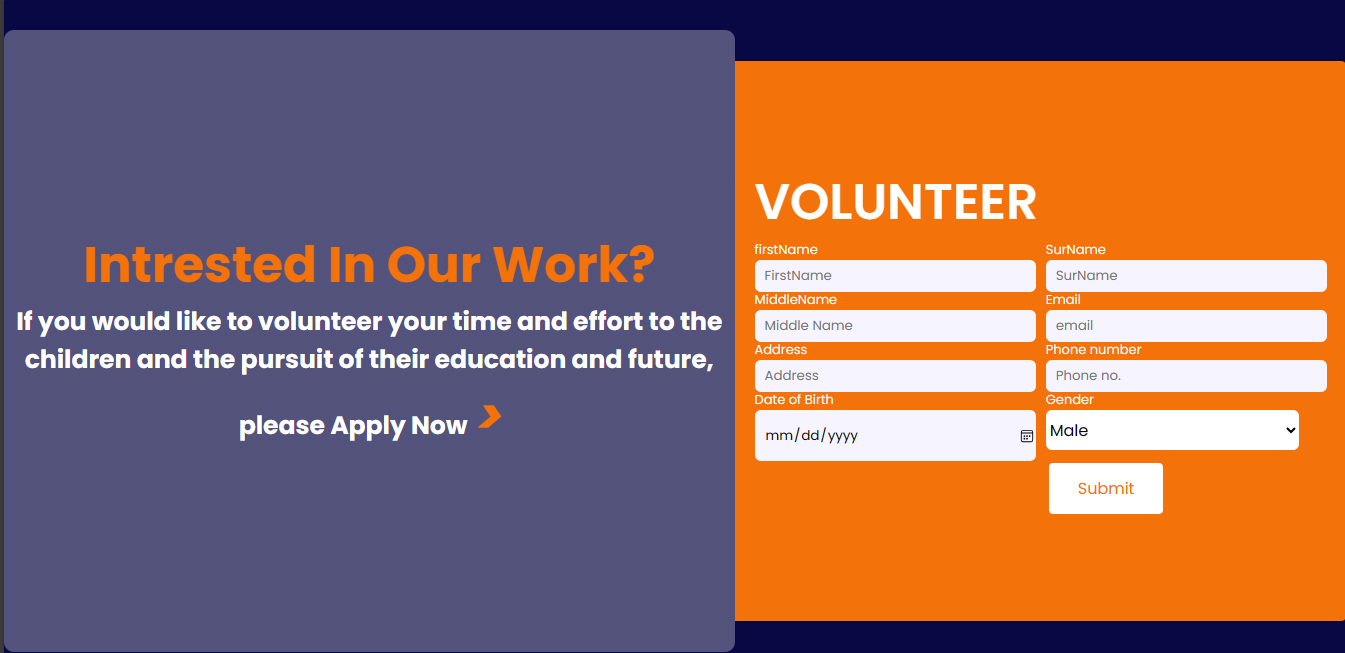 Intrested In Our Work?
If you would like to volunteer your time and effort to the
children and the pursuit of their education and future,
please Apply Now
VOLUNTEER
firstName
SurName
FirstName
SurName
MiddleName
Email
Middle Name
email
Address
Phone number
Address
Phone no.
Date of Birth
Gender
mm/dd/yyyy
Male
Submit